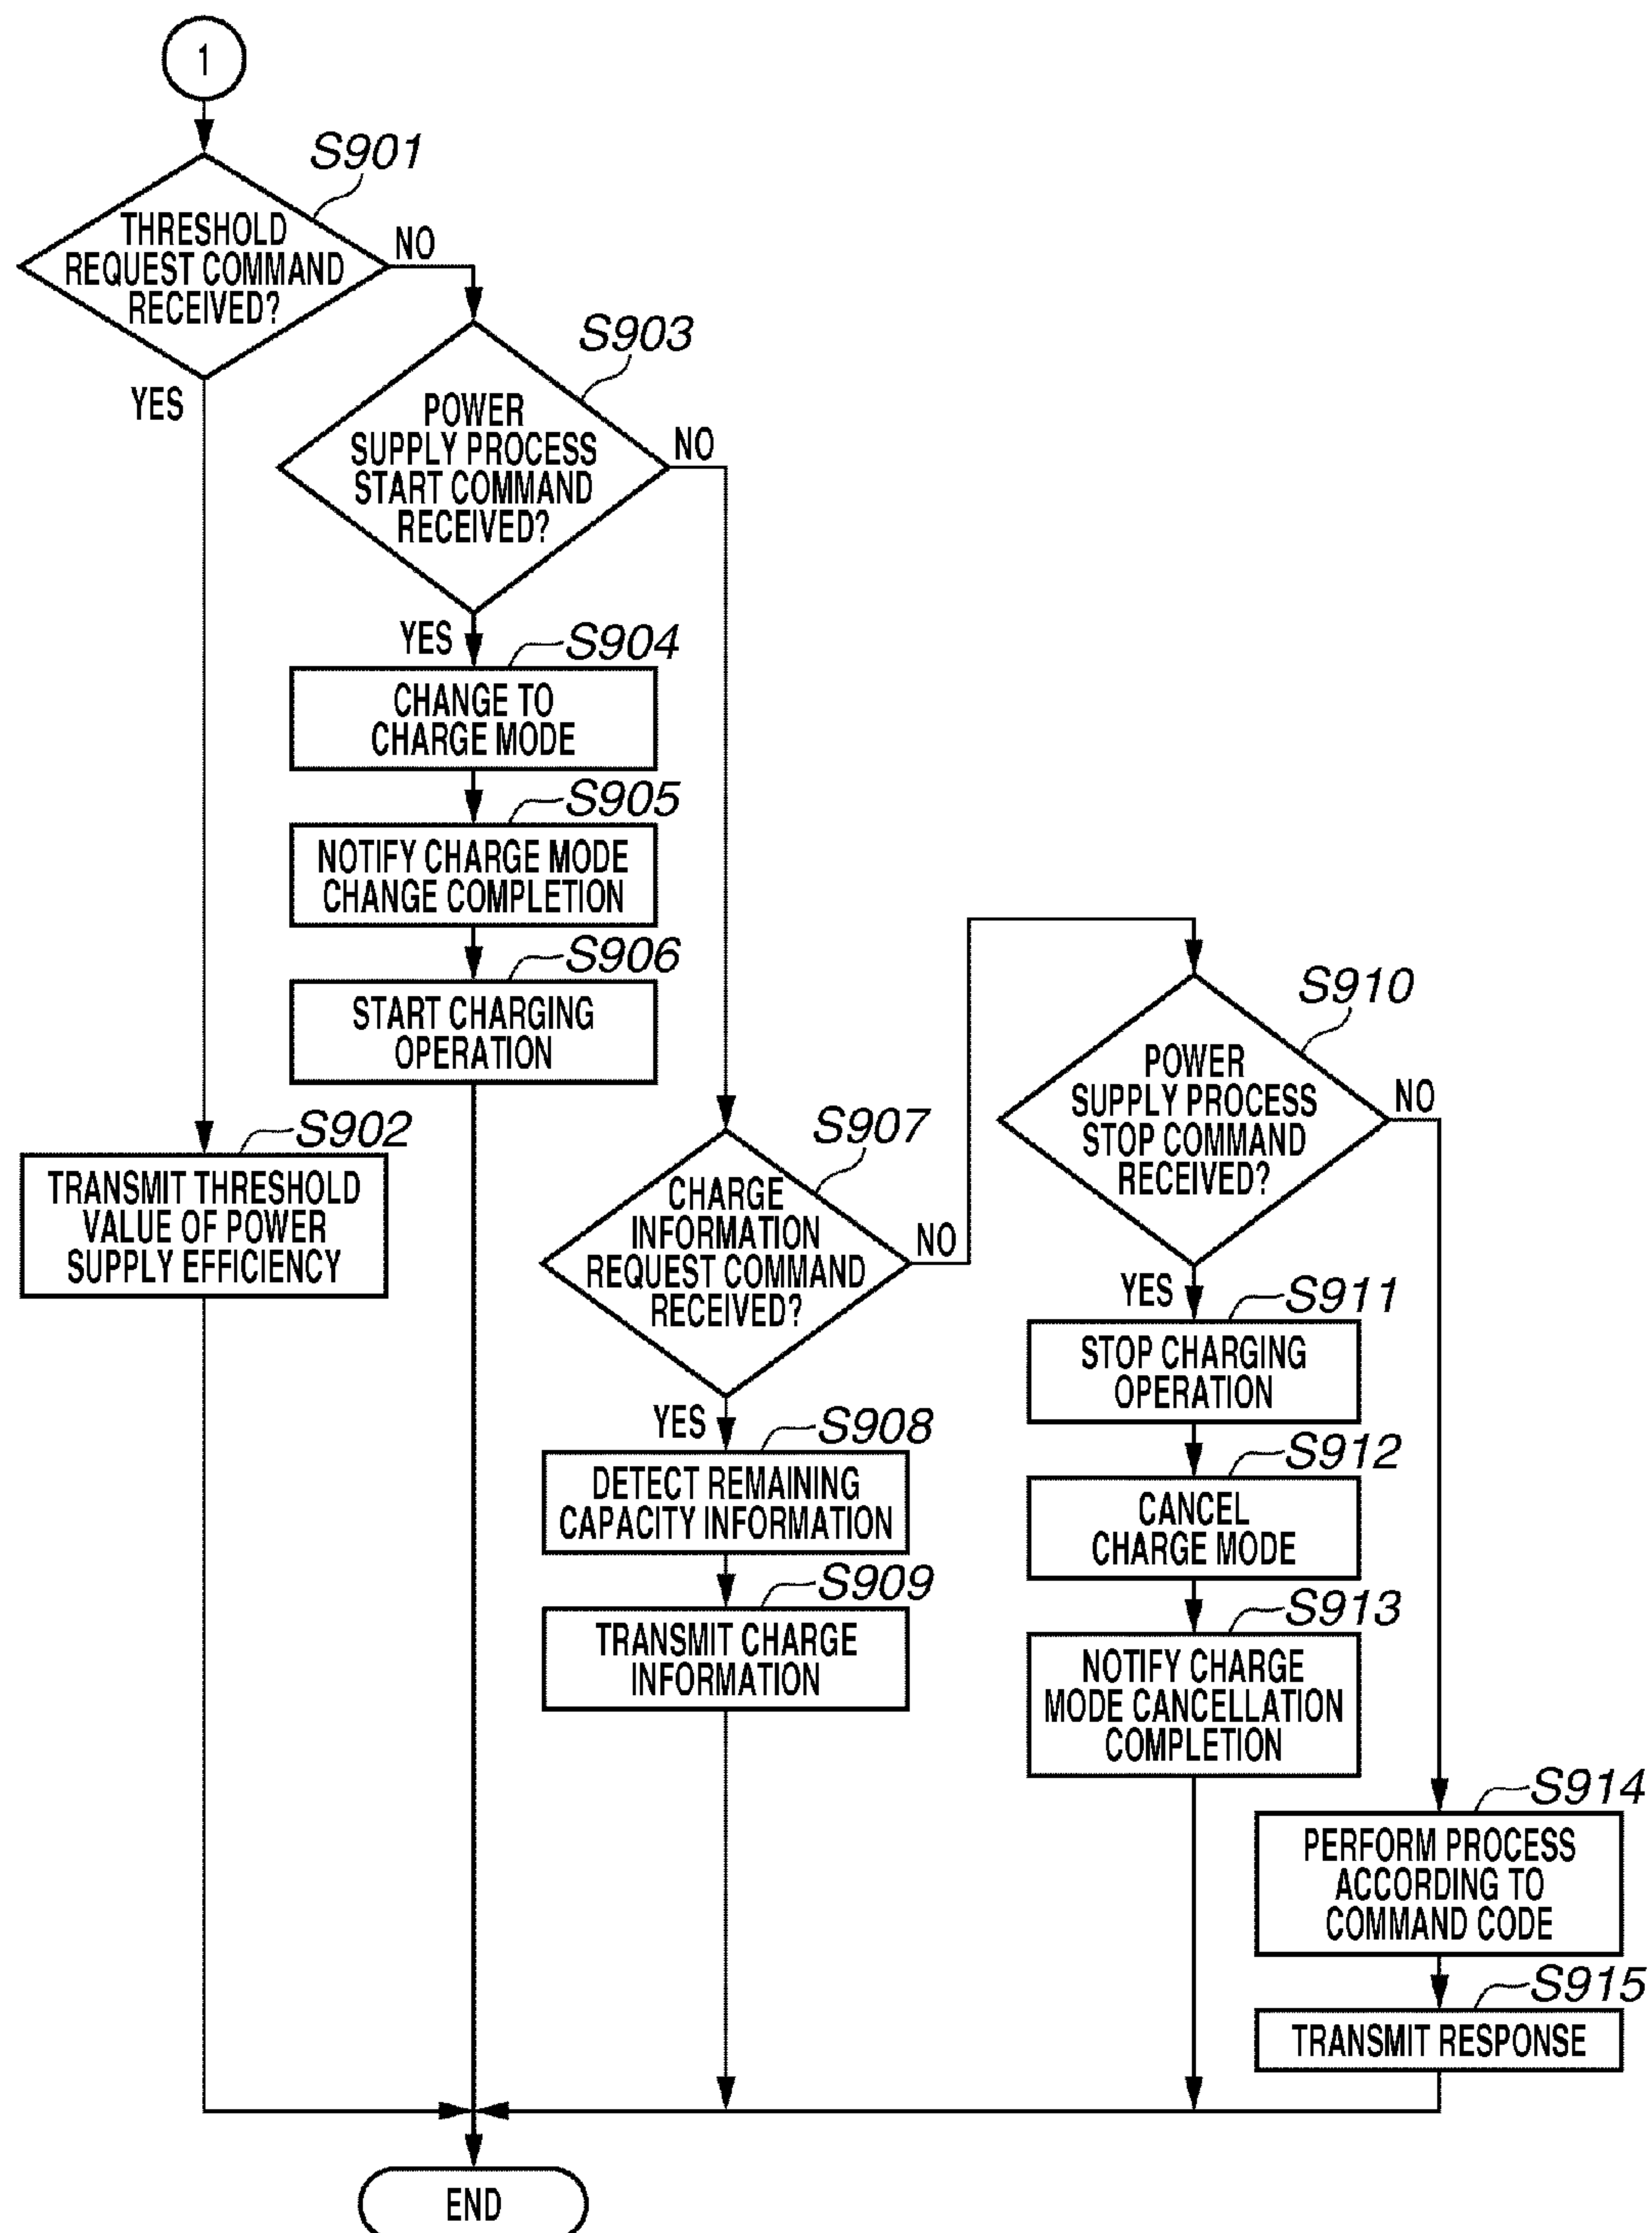 1
S901
THRESHOLD
REQUEST COMMAND
RECEIVED?
NO
YES
S903
POWER
SUPPLY PROCESS
START COMMAND
RECEIVED?
NO
YES
S904
CHANGE TO
CHARGE MODE
S905
NOTIFY CHARGE MODE
CHANGE COMPLETION
S906
START CHARGING
OPERATION
S902
TRANSMIT THRESHOLD
VALUE OF POWER
SUPPLY EFFICIENCY
S907
CHARGE
INFORMATION
REQUEST COMMAND
RECEIVED?
NO
YES
S908
DETECT REMAINING
CAPACITY INFORMATION
S909
TRANSMIT CHARGE
INFORMATION
S910
POWER
SUPPLY PROCESS
STOP COMMAND
RECEIVED?
NO
YES
S911
STOP CHARGING
OPERATION
S912
CANCEL
CHARGE MODE
S913
NOTIFY CHARGE
MODE CANCELLATION
COMPLETION
S914
PERFORM PROCESS
ACCORDING TO
COMMAND CODE
S915
TRANSMIT RESPONSE
END